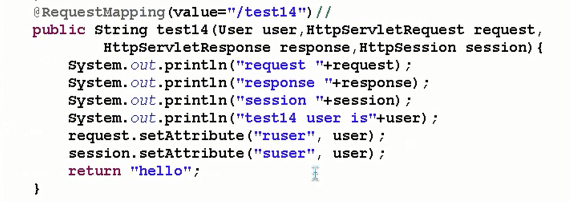 @RequestMapping(value="/test14")//
public String test14(User user,HttpServletRequest request,
HttpServletResponse response,HttpSession session){
System.out.println("request "+request);
System.out.println("response "+response);
System.out.println("session "+session);
System.out.println("test14 user is"+user);
request.setAttribute("ruser", user);
session.setAttribute("suser", user);
return "hello";
}